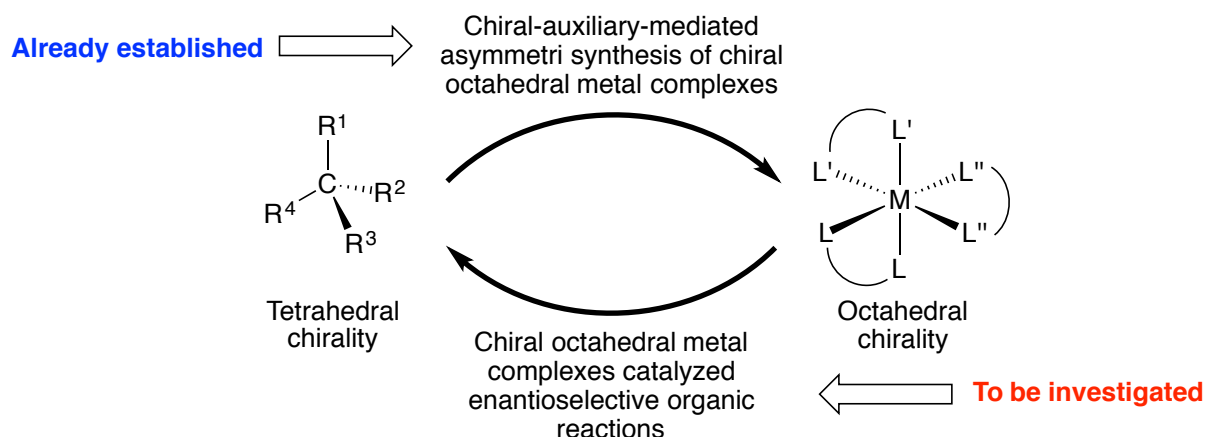 Already established
Chiral-auxiliary-mediated
asymmetri synthesis of chiral
octahedral metal complexes
R¹
C
R²
R⁴
R³
L'
L'
L"
M
L
L"
L
Tetrahedral
chirality
Octahedral
chirality
Chiral octahedral metal
complexes catalyzed
enantioselective organic
reactions
To be investigated